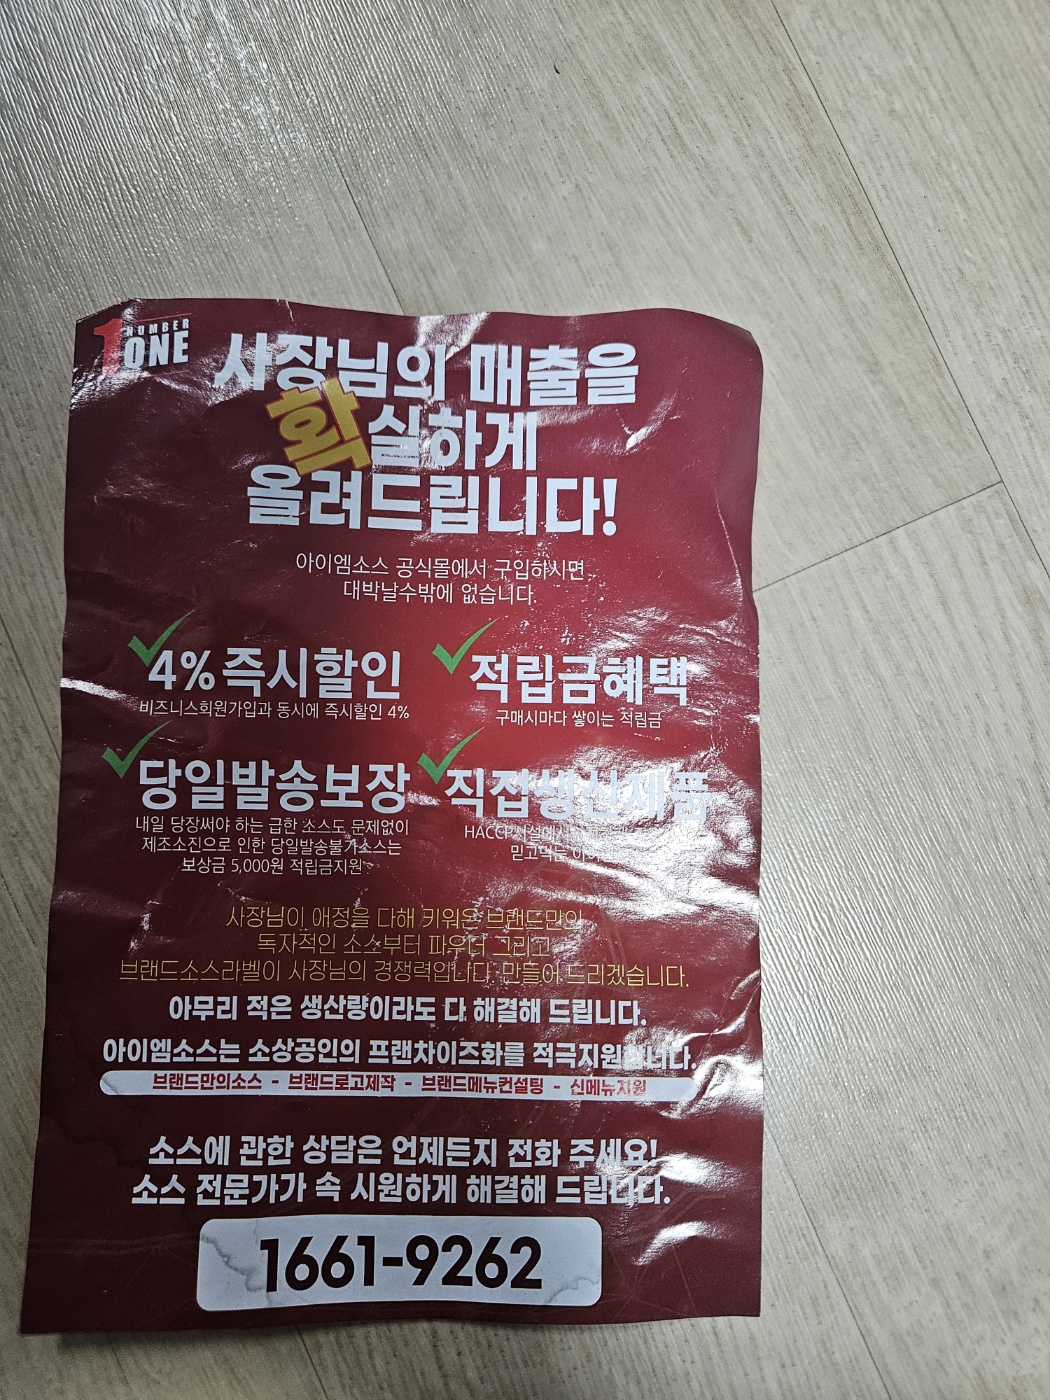 1 NUMBER
ONE
사장님의 매출을
확실하게
올려드립니다!
아이엠소스 공식몰에서 구입하시면
대박날수밖에 없습니다.
4% 즉시할인
비즈니스회원가입과 동시에 즉시할인 4%
적립금혜택
구매시마다 쌓이는 적립금
당일발송보장
내일 당장써야 하는 급한 소스도 문제없이
제조소진으로 인한 당일발송불가소스는
보상금 5,000원 적립금지원
직접생산제품
HACCP
믿고먹는
사장님이 애정을 다해 키워온 브랜드만의
독자적인 소스부터 파우더 그리고
브랜드소스라벨이 사장님의 경쟁력입니다. 만들어 드리겠습니다.
아무리 적은 생산량이라도 다 해결해 드립니다.
아이엠소스는 소상공인의 프랜차이즈화를 적극지원합니다.
브랜드만의소스 - 브랜드로고제작 - 브랜드메뉴컨설팅 - 신메뉴지원
소스에 관한 상담은 언제든지 전화 주세요!
소스 전문가가 속 시원하게 해결해 드립니다.
1661-9262